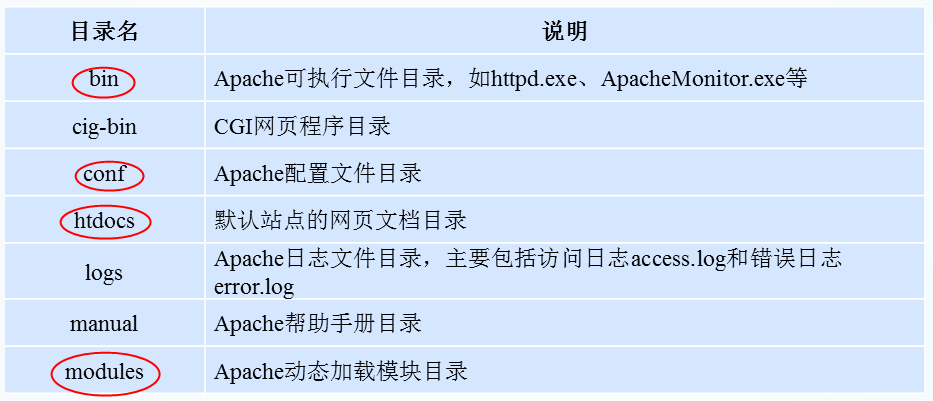 目录名 说明
bin Apache可执行文件目录，如httpd.exe、ApacheMonitor.exe等
cig-bin CGI网页程序目录
conf Apache配置文件目录
htdocs 默认站点的网页文档目录
logs Apache日志文件目录，主要包括访问日志access.log和错误日志
error.log
manual Apache帮助手册目录
modules Apache动态加载模块目录